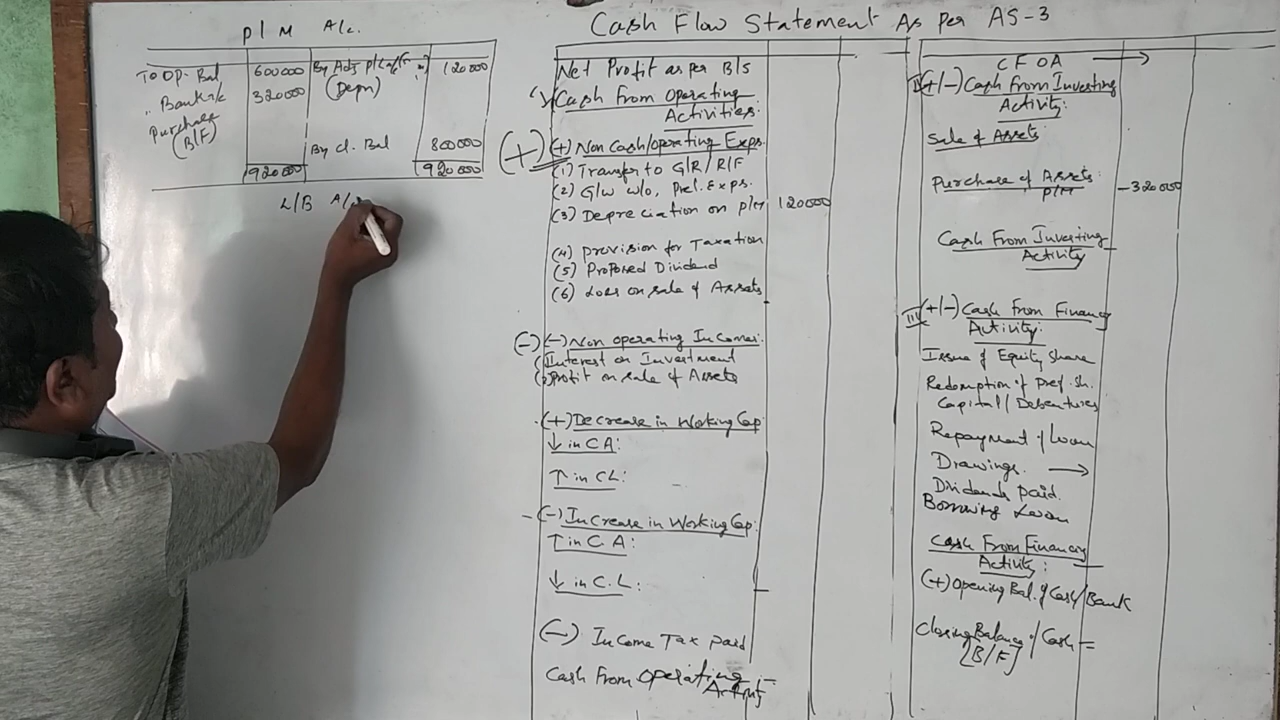 Cash Flow Statement As per AS-3
P/M A/c.
To Op. Bal 600000 By Adj P/L a/c 120000
" Bank a/c 320000 (Depn)
Purchase
(B/F)
By Cl. Bal 800000
920000 920000
L/B A/c
Net Profit as per B/S
Cash from Operating
Activities:
(+) (+) Non Cash/operating Exps.
(1) Transfer to G/R / R/F
(2) G/w w/o, Prel. Exps.
(3) Depreciation on P/M 120000
(4) Provision for Taxation
(5) Proposed Dividend
(6) Loss on sale of Assets
(-) (-) Non operating Incomes:
Interest on Investment
Profit on sale of Assets
(+) Decrease in Working Cap
↓ in CA:
↑ in CL:
- (-) Increase in Working Cap:
↑ in C.A:
↓ in C.L:
(-) Income Tax paid
Cash from Operating
Activity
CFOA →
II (+/-) Cash from Investing
Activity:
Sale of Assets
Purchase of Assets:
P/M -320000
Cash From Investing
Activity
III (+/-) Cash from Financing
Activity:
Issue of Equity Share
Redemption of Pref. Sh.
Capital / Debentures
Repayment of Loan
Drawings. →
Dividends paid.
Borrowing Loan
Cash From Financing
Activity:
(+) Opening Bal. of Cash/Bank
Closing Balance of Cash =
[B/F]